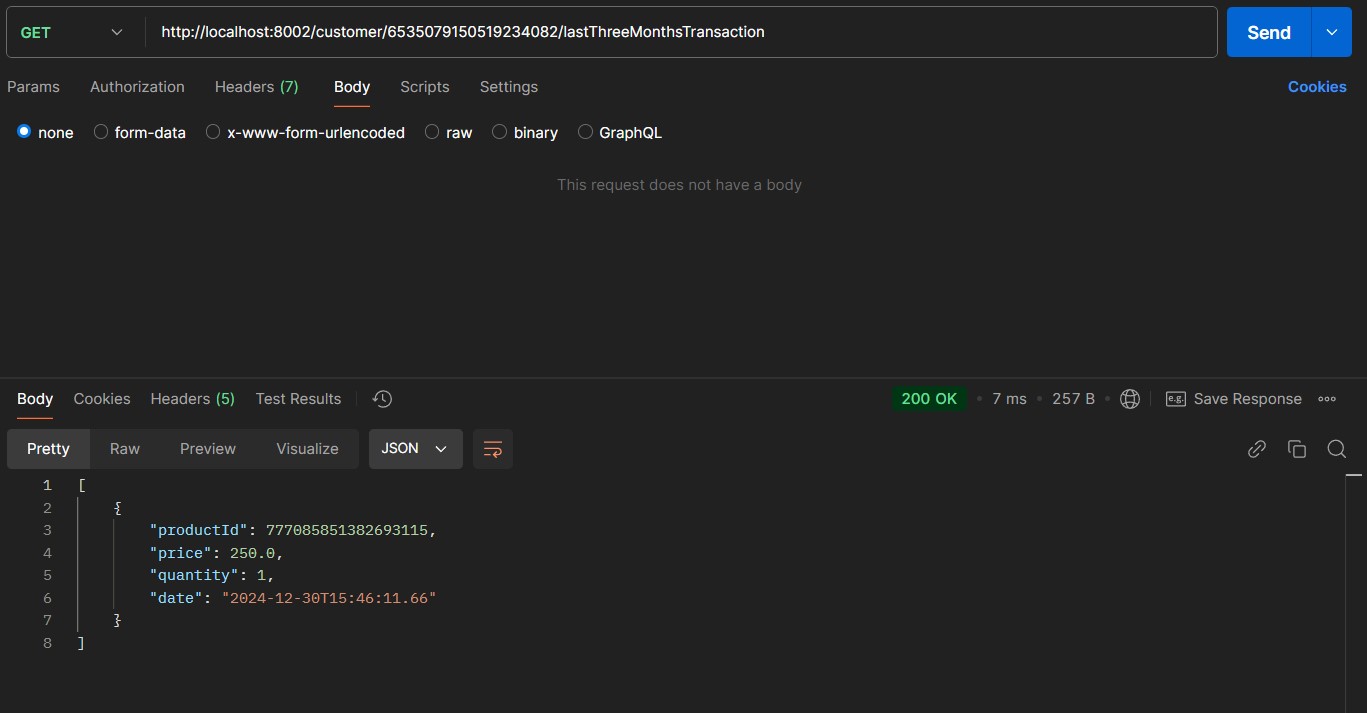 GET http://localhost:8002/customer/6535079150519234082/lastThreeMonthsTransaction Send
Params Authorization Headers (7) Body Scripts Settings Cookies
none form-data x-www-form-urlencoded raw binary GraphQL
This request does not have a body
Body Cookies Headers (5) Test Results 200 OK • 7 ms • 257 B • e.g. Save Response
Pretty Raw Preview Visualize JSON
1 [
2 {
3 "productId": 777085851382693115,
4 "price": 250.0,
5 "quantity": 1,
6 "date": "2024-12-30T15:46:11.66"
7 }
8 ]